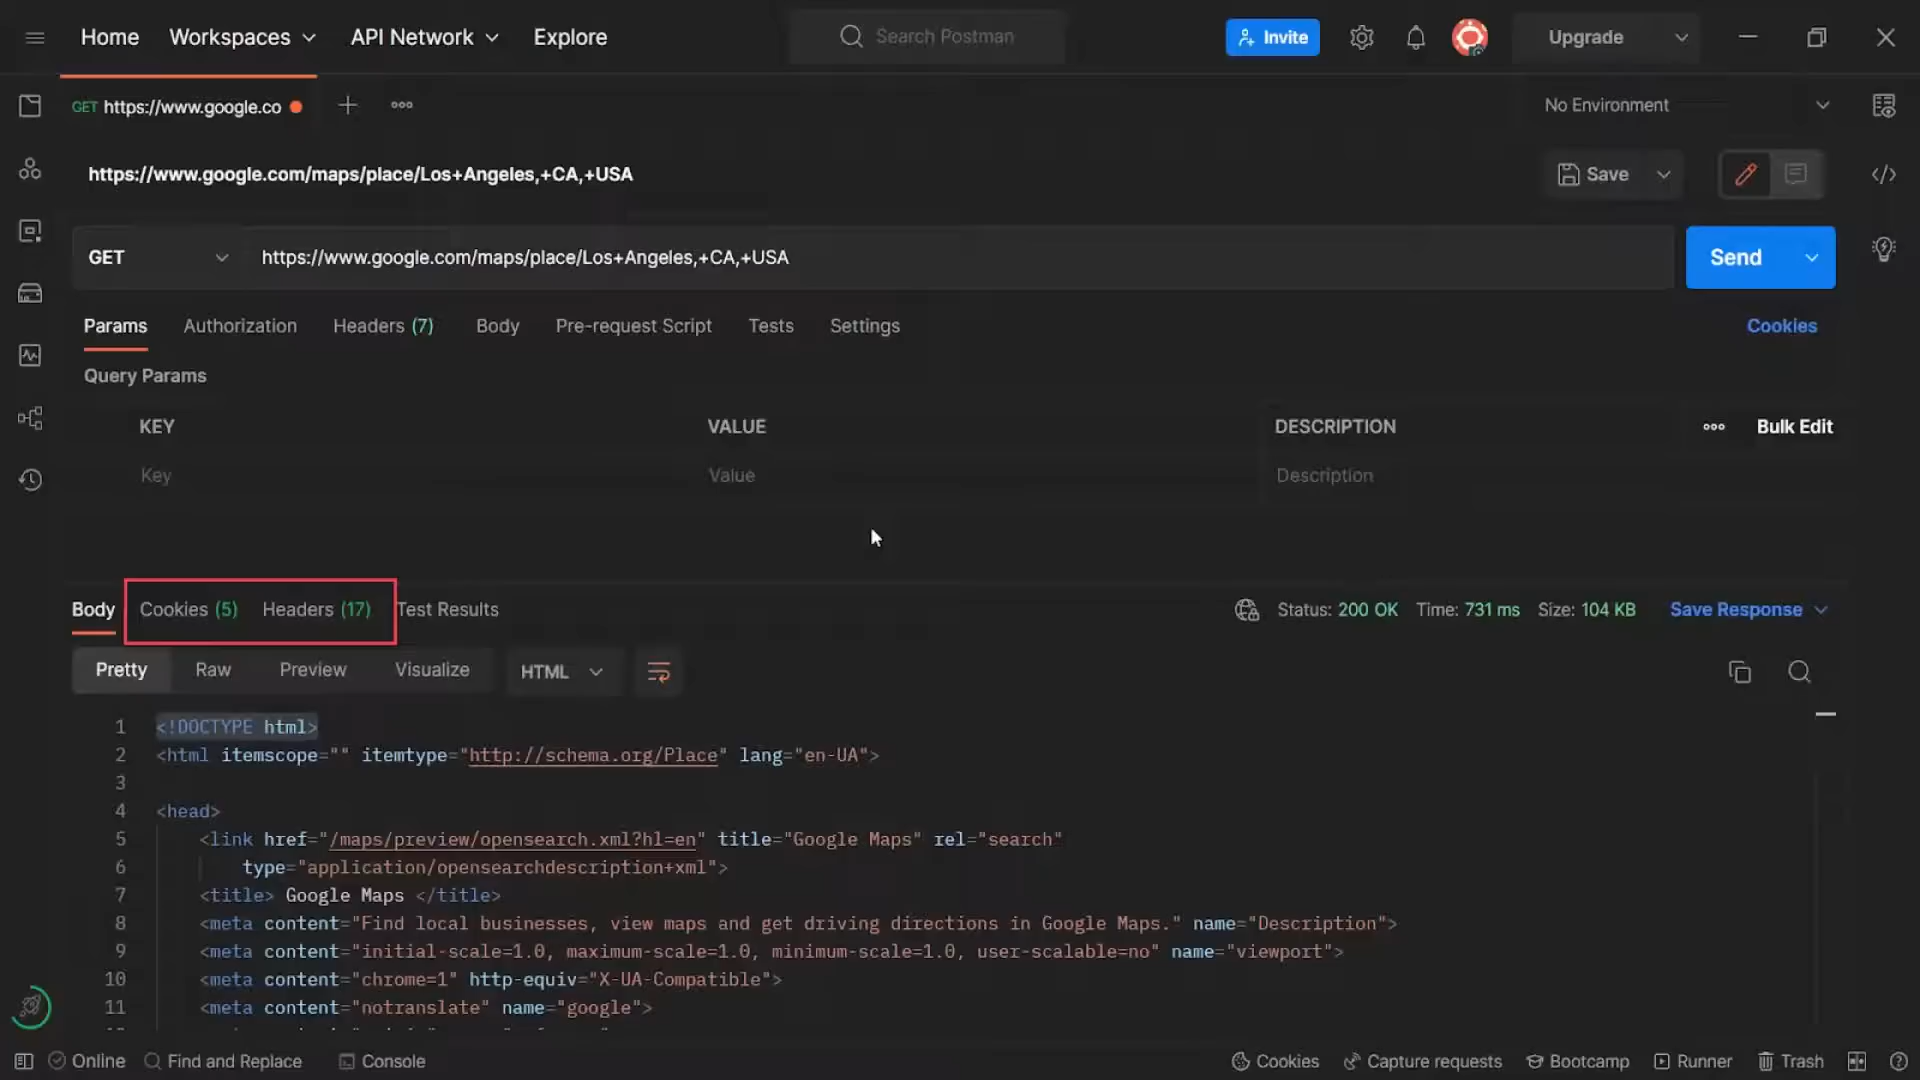 Home Workspaces API Network Explore Search Postman Invite Upgrade
GET https://www.google.co No Environment
https://www.google.com/maps/place/Los+Angeles,+CA,+USA Save
GET https://www.google.com/maps/place/Los+Angeles,+CA,+USA Send
Params Authorization Headers (7) Body Pre-request Script Tests Settings Cookies
Query Params
KEY VALUE DESCRIPTION Bulk Edit
Key Value Description
Body Cookies (5) Headers (17) Test Results Status: 200 OK Time: 731 ms Size: 104 KB Save Response
Pretty Raw Preview Visualize HTML
1 <!DOCTYPE html>
2 <html itemscope="" itemtype="http://schema.org/Place" lang="en-UA">
3
4 <head>
5 <link href="/maps/preview/opensearch.xml?hl=en" title="Google Maps" rel="search"
6 type="application/opensearchdescription+xml">
7 <title> Google Maps </title>
8 <meta content="Find local businesses, view maps and get driving directions in Google Maps." name="Description">
9 <meta content="initial-scale=1.0, maximum-scale=1.0, minimum-scale=1.0, user-scalable=no" name="viewport">
10 <meta content="chrome=1" http-equiv="X-UA-Compatible">
11 <meta content="notranslate" name="google">
Online Find and Replace Console Cookies Capture requests Bootcamp Runner Trash